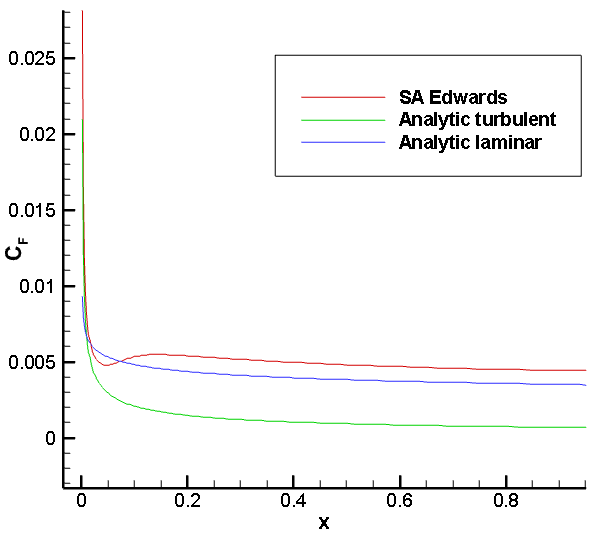 0.025
0.02
0.015
0.01
0.005
0
C_F
SA Edwards
Analytic turbulent
Analytic laminar
0 0.2 0.4 0.6 0.8
x